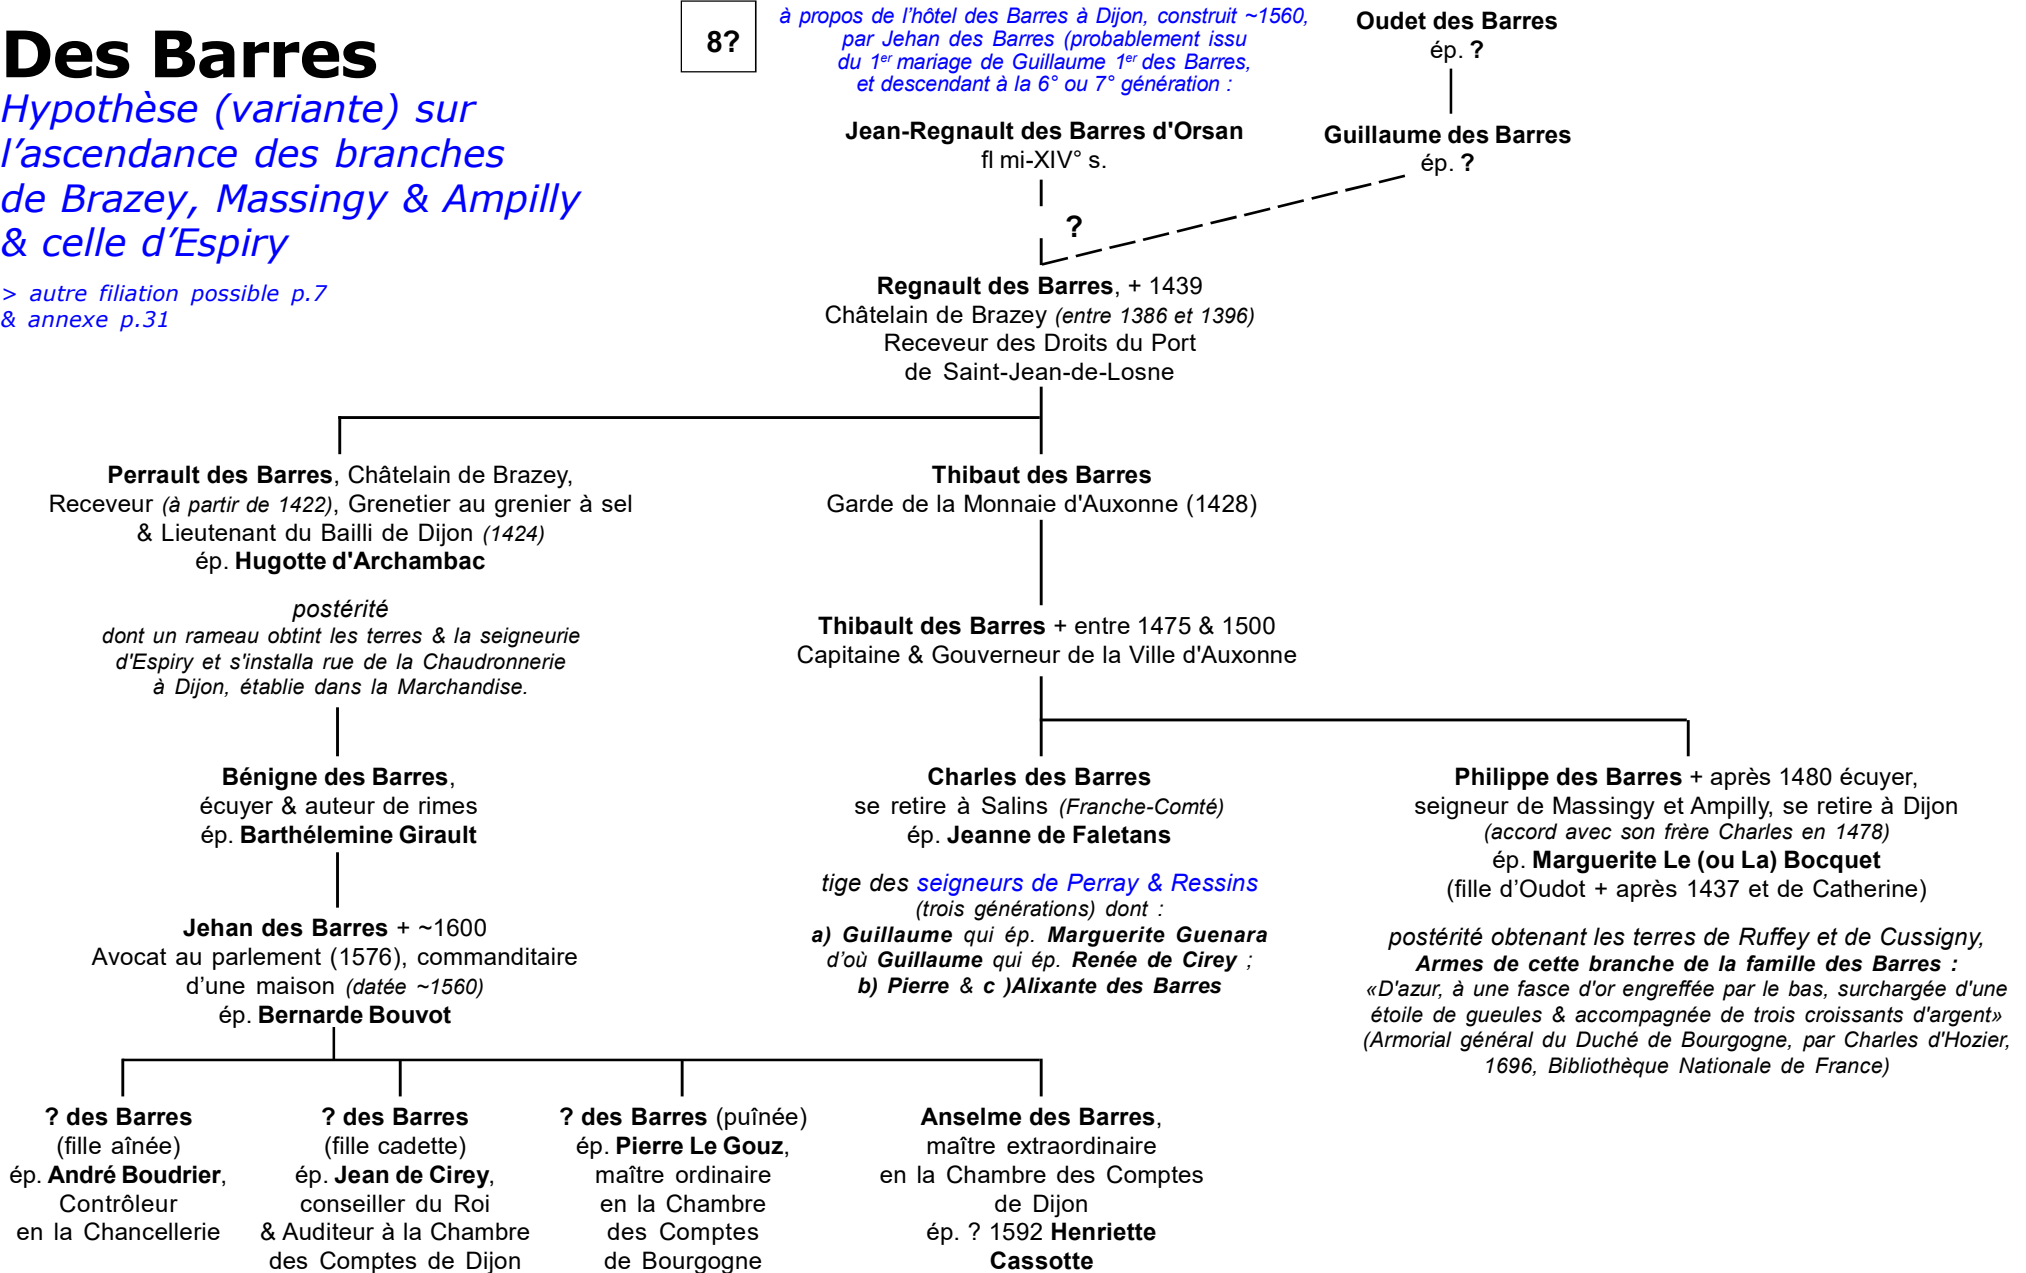 Des Barres
Hypothèse (variante) sur
l’ascendance des branches
de Brazey, Massingy & Ampilly
& celle d’Espiry
> autre filiation possible p.7
& annexe p.31
8?
à propos de l’hôtel des Barres à Dijon, construit ~1560,
par Jehan des Barres (probablement issu
du 1er mariage de Guillaume 1er des Barres,
et descendant à la 6° ou 7° génération :
Oudet des Barres
ép. ?
Jean-Regnault des Barres d'Orsan
fl mi-XIV° s.
Guillaume des Barres
ép. ?
?
Regnault des Barres, + 1439
Châtelain de Brazey (entre 1386 et 1396)
Receveur des Droits du Port
de Saint-Jean-de-Losne
Perrault des Barres, Châtelain de Brazey,
Receveur (à partir de 1422), Grenetier au grenier à sel
& Lieutenant du Bailli de Dijon (1424)
ép. Hugotte d'Archambac
postérité
dont un rameau obtint les terres & la seigneurie
d'Espiry et s'installa rue de la Chaudronnerie
à Dijon, établie dans la Marchandise.
Thibaut des Barres
Garde de la Monnaie d'Auxonne (1428)
Thibault des Barres + entre 1475 & 1500
Capitaine & Gouverneur de la Ville d'Auxonne
Bénigne des Barres,
écuyer & auteur de rimes
ép. Barthélemine Girault
Charles des Barres
se retire à Salins (Franche-Comté)
ép. Jeanne de Faletans
tige des seigneurs de Perray & Ressins
(trois générations) dont :
a) Guillaume qui ép. Marguerite Guenara
d’où Guillaume qui ép. Renée de Cirey ;
b) Pierre & c )Alixante des Barres
Philippe des Barres + après 1480 écuyer,
seigneur de Massingy et Ampilly, se retire à Dijon
(accord avec son frère Charles en 1478)
ép. Marguerite Le (ou La) Bocquet
(fille d’Oudot + après 1437 et de Catherine)
postérité obtenant les terres de Ruffey et de Cussigny,
Armes de cette branche de la famille des Barres :
«D'azur, à une fasce d'or engreffée par le bas, surchargée d'une
étoile de gueules & accompagnée de trois croissants d'argent»
(Armorial général du Duché de Bourgogne, par Charles d'Hozier,
1696, Bibliothèque Nationale de France)
Jehan des Barres + ~1600
Avocat au parlement (1576), commanditaire
d’une maison (datée ~1560)
ép. Bernarde Bouvot
? des Barres
(fille aînée)
ép. André Boudrier,
Contrôleur
en la Chancellerie
? des Barres
(fille cadette)
ép. Jean de Cirey,
conseiller du Roi
& Auditeur à la Chambre
des Comptes de Dijon
? des Barres (puînée)
ép. Pierre Le Gouz,
maître ordinaire
en la Chambre
des Comptes
de Bourgogne
Anselme des Barres,
maître extraordinaire
en la Chambre des Comptes
de Dijon
ép. ? 1592 Henriette
Cassotte